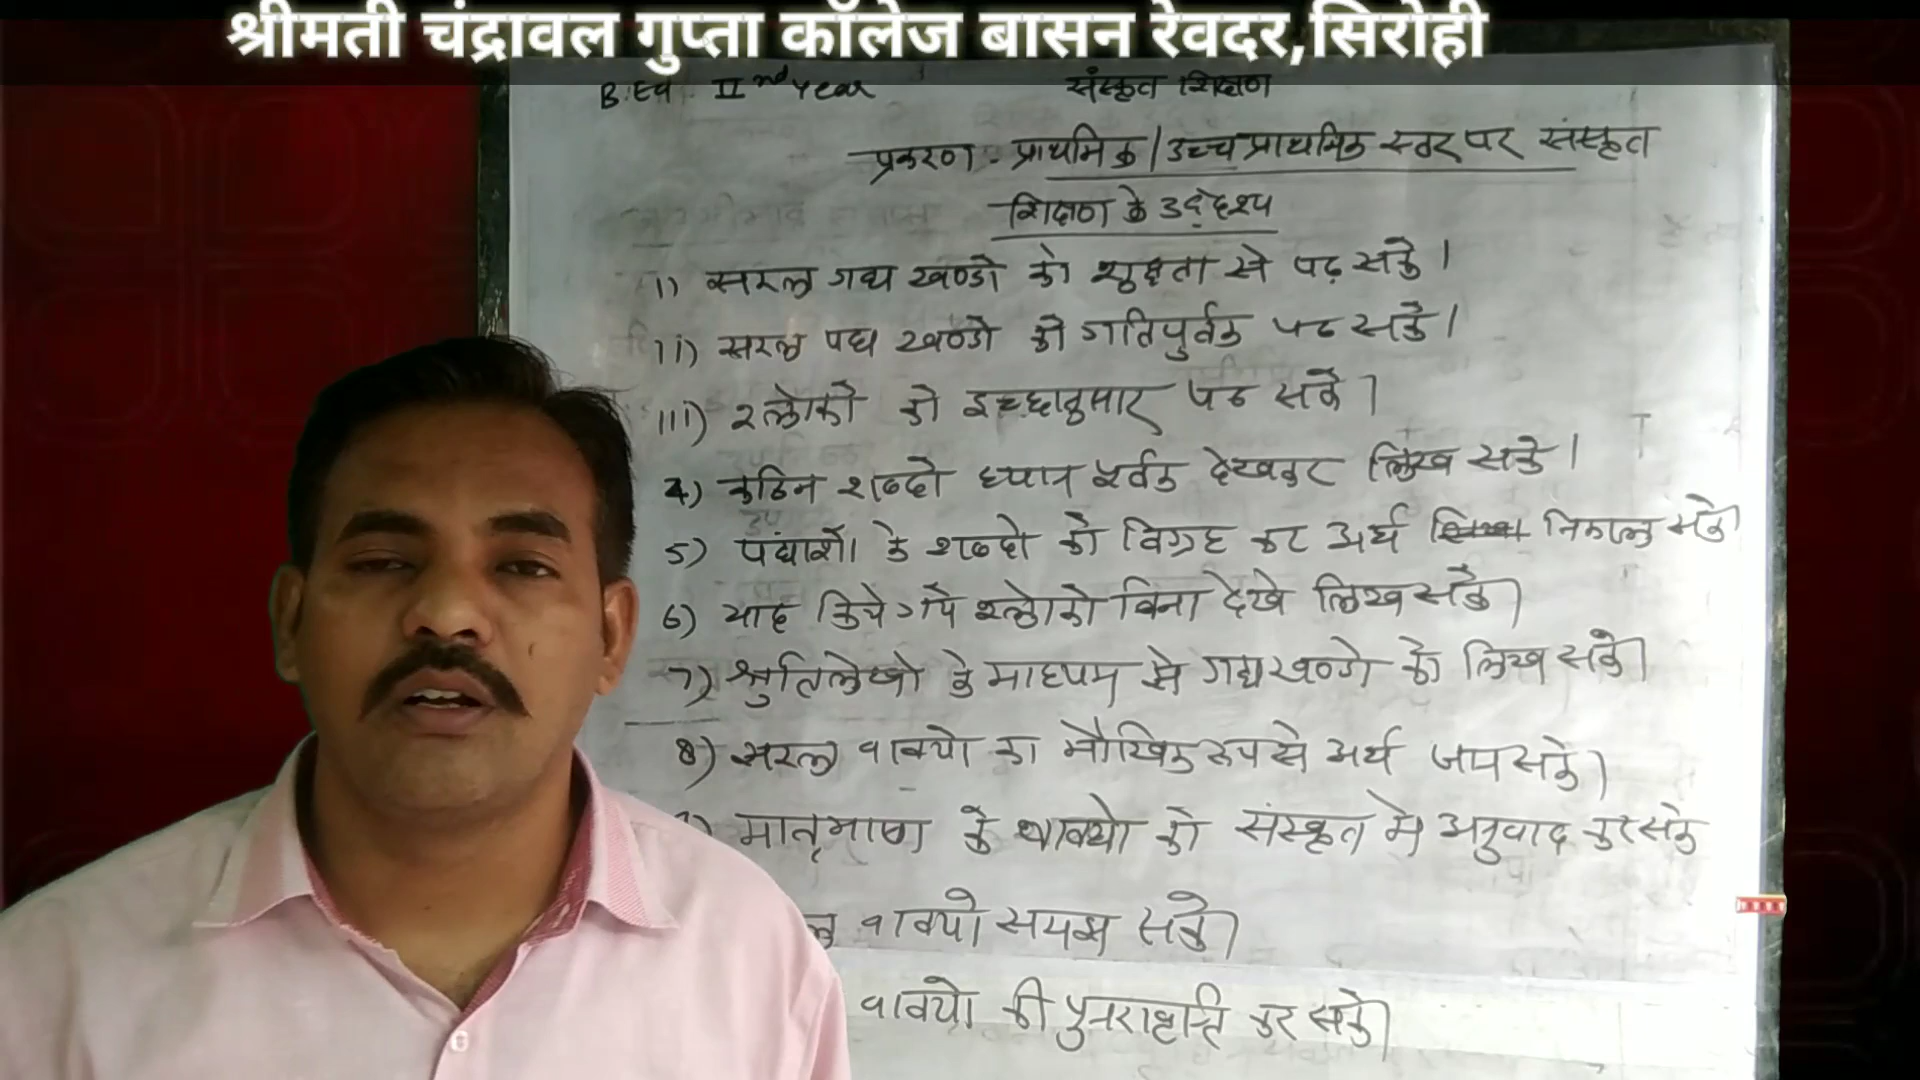 श्रीमती चंद्रावल गुप्ता कॉलेज बासन रेवदर,सिरोही
B.Ed II nd Year संस्कृत शिक्षण
प्रकरण - प्राथमिक/उच्च प्राथमिक स्तर पर संस्कृत
शिक्षण के उद्देश्य
i) सरल गद्य खण्डो को शुद्धता से पढ़ सके।
ii) सरल पद्य खण्डो को गतिपुर्वक पढ सके।
iii) श्लोको को इच्छानुसार पढ सके।
4) कठिन शब्दो ध्यान पूर्वक देखकर लिख सके।
5) पद्यांशो के शब्दो को विग्रह कर अर्थ निकाल सके
6) याद किये गये श्लोको बिना देखे लिख सके।
7) श्रुतिलेखो के माध्यम से गद्यखण्डो को लिख सके।
8) सरल वाक्यो का मौखिक रुप से अर्थ जान सके।
) मातृभाषा के वाक्यो को संस्कृत मे अनुवाद कर सके
ल वाक्यो समझ सके।
वाक्यो की पुनरावृत्ति कर सके।